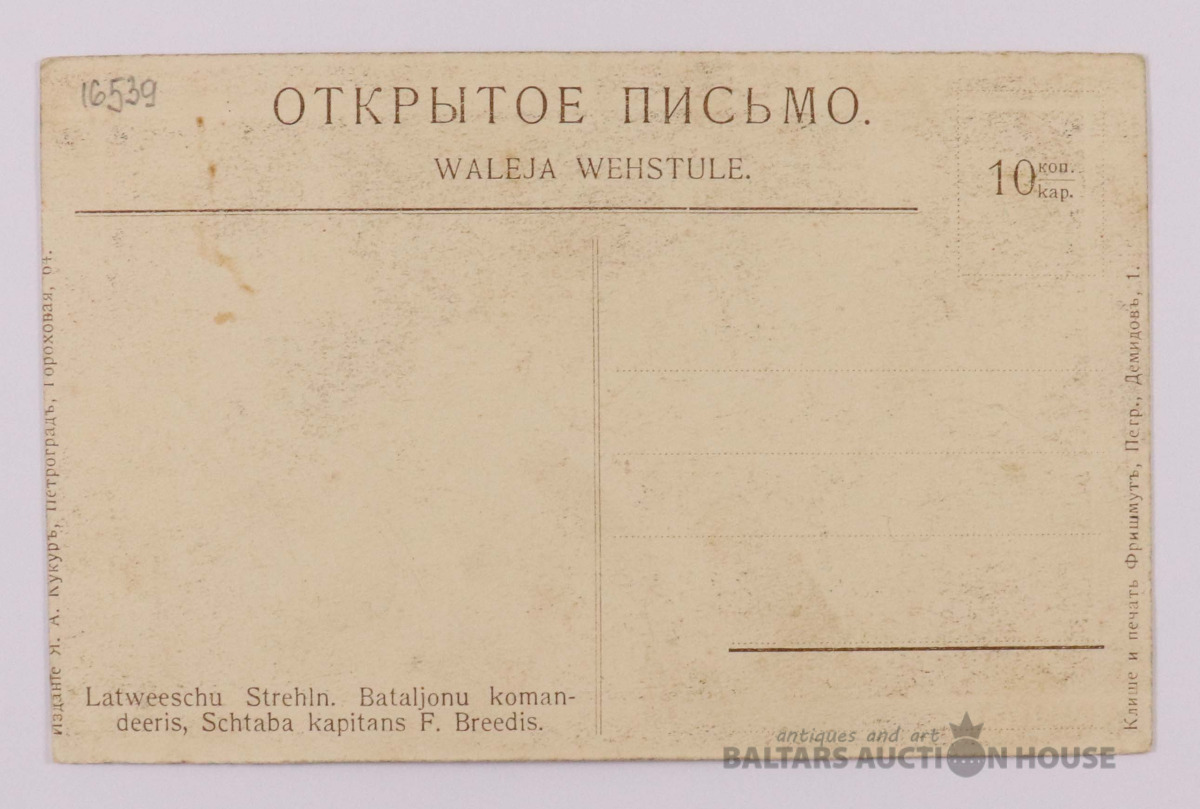 16539
ОТКРЫТОЕ ПИСЬМО.
WALEJA WEHSTULE.
10 коп.
кар.
Изданіе Я. А. Кукуръ, Петроградъ, Гороховая, 64.
Клише и печать Фришмутъ, Петр., Демидовъ, 1.
Latweeschu Strehln. Bataljonu koman-
deeris, Schtaba kapitans F. Breedis.
antiques and art
BALTARS AUCTION HOUSE